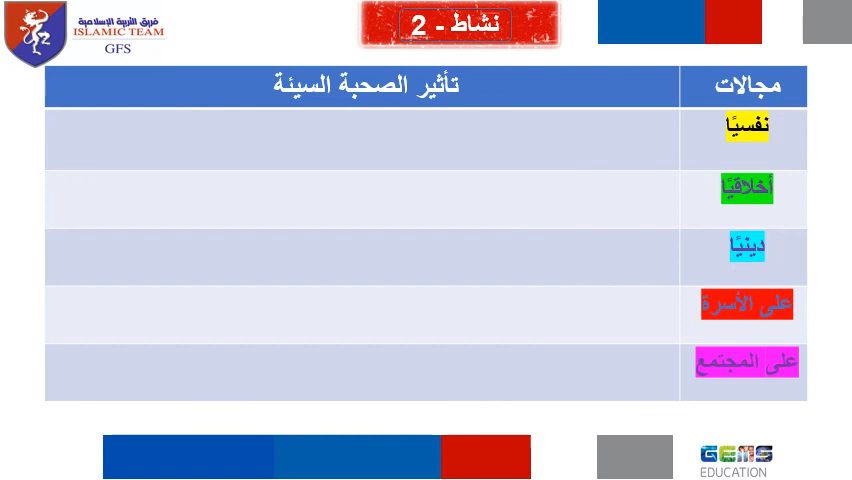 فريق التربية الإسلامية
ISLAMIC TEAM
GFS
نشاط - 2
مجالات
تأثير الصحبة السيئة
نفسيًا
أخلاقيًا
دينيًا
على الأسرة
على المجتمع
GEMS
EDUCATION